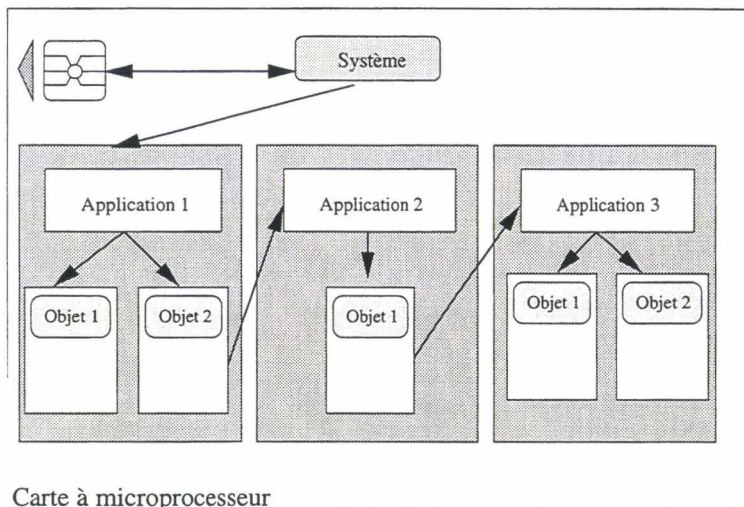 Système
Application 1
Application 2
Application 3
Objet 1
Objet 2
Objet 1
Objet 1
Objet 2
Carte à microprocesseur